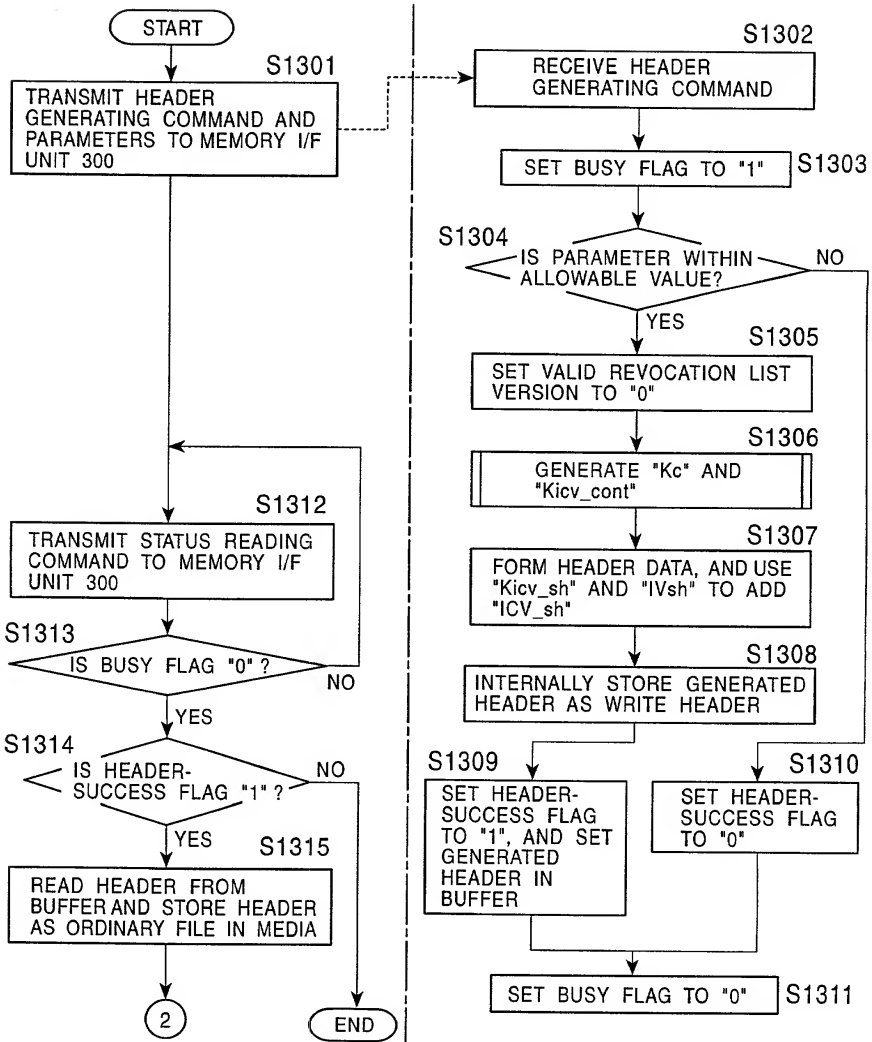 START
S1301
TRANSMIT HEADER
GENERATING COMMAND AND
PARAMETERS TO MEMORY I/F
UNIT 300
S1312
TRANSMIT STATUS READING
COMMAND TO MEMORY I/F
UNIT 300
S1313
IS BUSY FLAG "0" ?
NO
YES
S1314
IS HEADER-
SUCCESS FLAG "1" ?
NO
YES
S1315
READ HEADER FROM
BUFFER AND STORE HEADER
AS ORDINARY FILE IN MEDIA
2
END
S1302
RECEIVE HEADER
GENERATING COMMAND
SET BUSY FLAG TO "1"
S1303
S1304
IS PARAMETER WITHIN
ALLOWABLE VALUE?
NO
YES
S1305
SET VALID REVOCATION LIST
VERSION TO "0"
S1306
GENERATE "Kc" AND
"Kicv_cont"
S1307
FORM HEADER DATA, AND USE
"Kicv_sh" AND "IVsh" TO ADD
"ICV_sh"
S1308
INTERNALLY STORE GENERATED
HEADER AS WRITE HEADER
S1309
SET HEADER-
SUCCESS FLAG
TO "1", AND SET
GENERATED
HEADER IN
BUFFER
S1310
SET HEADER-
SUCCESS FLAG
TO "0"
SET BUSY FLAG TO "0"
S1311